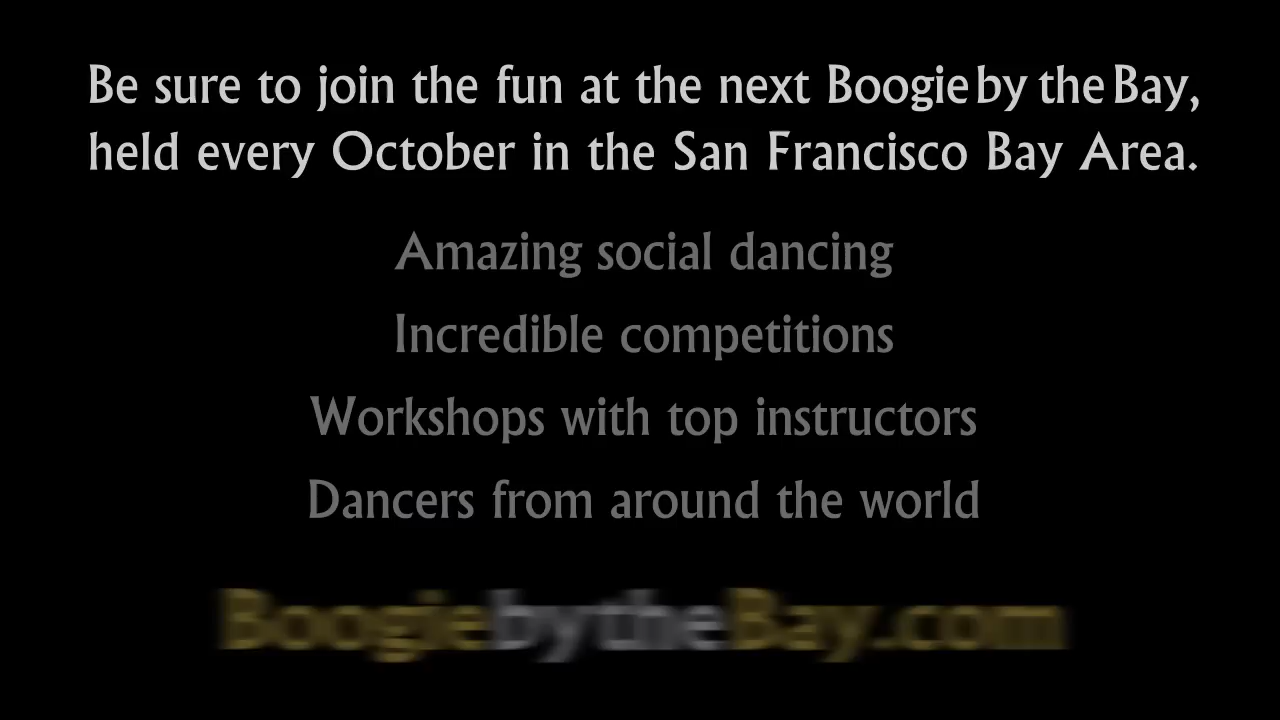 Be sure to join the fun at the next Boogie by the Bay,
held every October in the San Francisco Bay Area.
Amazing social dancing
Incredible competitions
Workshops with top instructors
Dancers from around the world
BoogiebytheBay.com